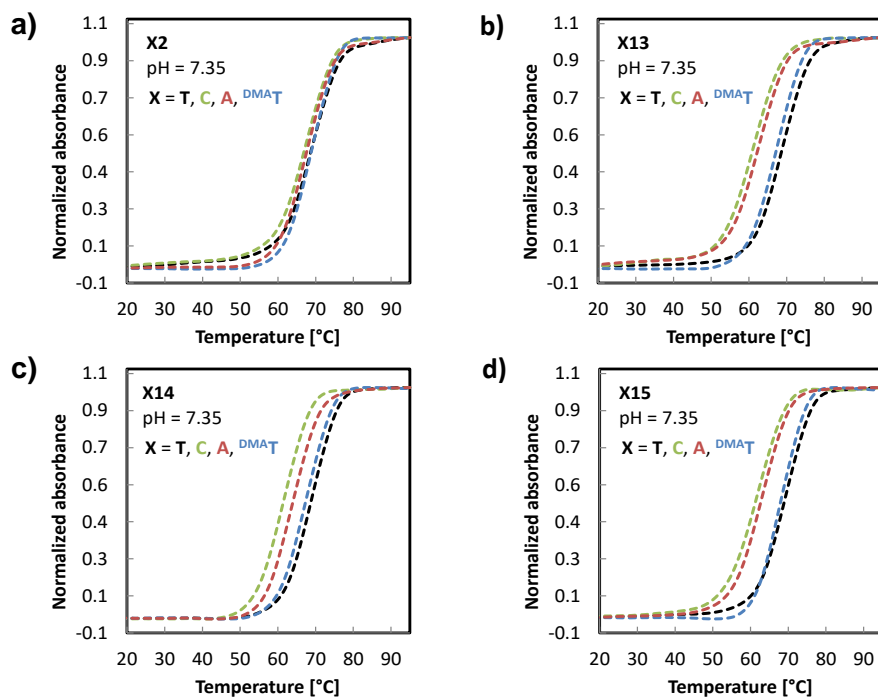 a)
X2
pH = 7.35
X = T, C, A, DMAT
Normalized absorbance
1.1
0.9
0.7
0.6
0.4
0.3
0.1
-0.1
20 30 40 50 60 70 80 90
Temperature [°C]
b)
X13
pH = 7.35
X = T, C, A, DMAT
Normalized absorbance
1.1
0.9
0.7
0.6
0.4
0.3
0.1
-0.1
20 30 40 50 60 70 80 90
Temperature [°C]
c)
X14
pH = 7.35
X = T, C, A, DMAT
Normalized absorbance
1.1
0.9
0.7
0.6
0.4
0.3
0.1
-0.1
20 30 40 50 60 70 80 90
Temperature [°C]
d)
X15
pH = 7.35
X = T, C, A, DMAT
Normalized absorbance
1.1
0.9
0.7
0.6
0.4
0.3
0.1
-0.1
20 30 40 50 60 70 80 90
Temperature [°C]